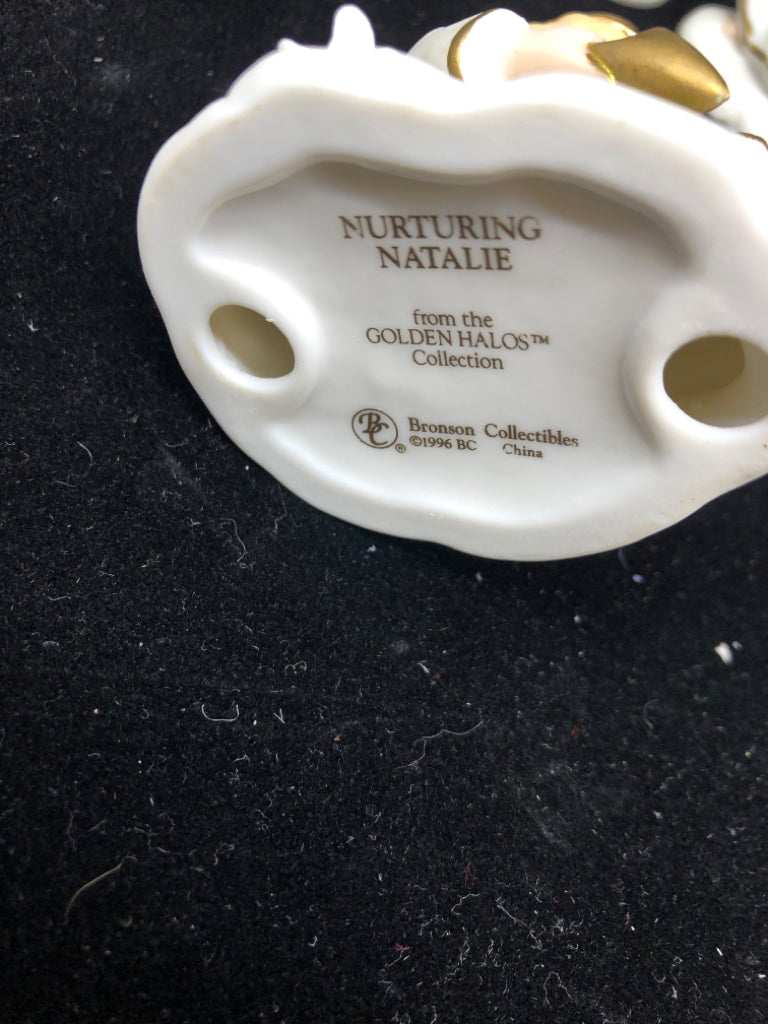 NURTURING
NATALIE
from the
GOLDEN HALOS™
Collection
BC® Bronson Collectibles
©1996 BC China